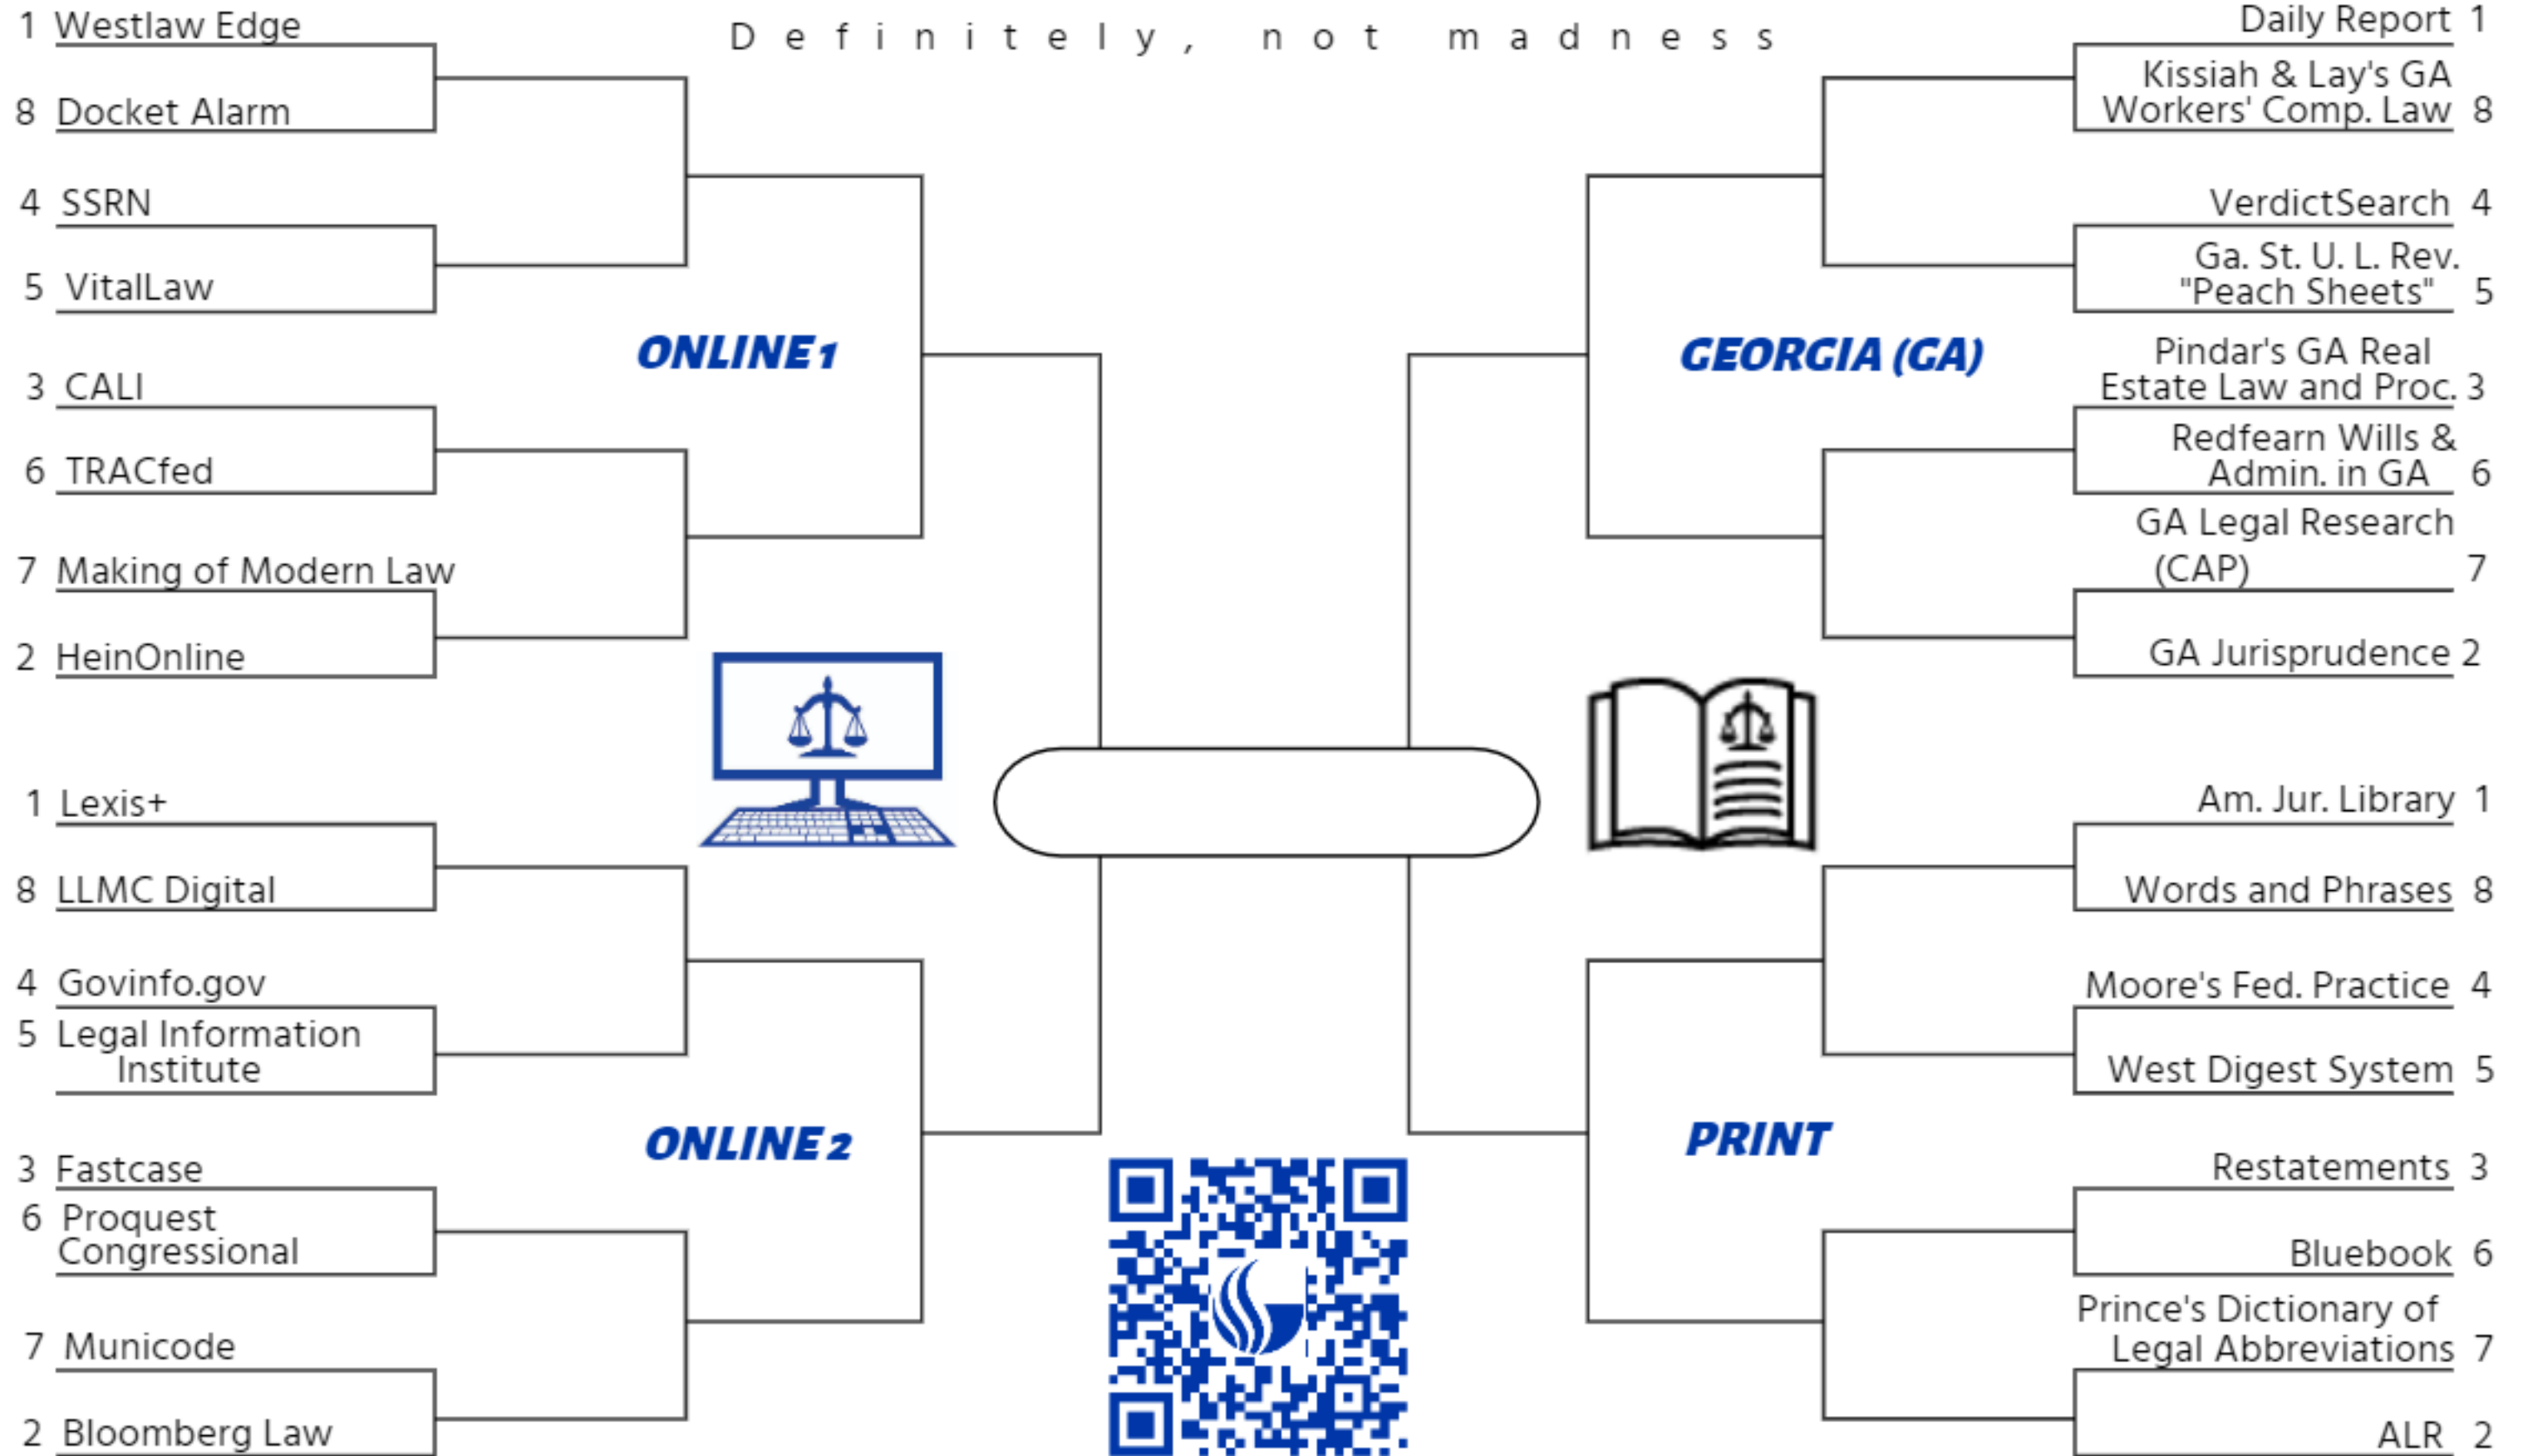 Definitely, not madness
1 Westlaw Edge
8 Docket Alarm
4 SSRN
5 VitalLaw
ONLINE 1
3 CALI
6 TRACfed
7 Making of Modern Law
2 HeinOnline
1 Lexis+
8 LLMC Digital
4 Govinfo.gov
5 Legal Information
Institute
ONLINE 2
3 Fastcase
6 Proquest
Congressional
7 Municode
2 Bloomberg Law
Daily Report 1
Kissiah & Lay's GA
Workers' Comp. Law 8
VerdictSearch 4
Ga. St. U. L. Rev.
"Peach Sheets" 5
GEORGIA (GA)
Pindar's GA Real
Estate Law and Proc. 3
Redfearn Wills &
Admin. in GA 6
GA Legal Research
(CAP) 7
GA Jurisprudence 2
Am. Jur. Library 1
Words and Phrases 8
Moore's Fed. Practice 4
West Digest System 5
PRINT
Restatements 3
Bluebook 6
Prince's Dictionary of
Legal Abbreviations 7
ALR 2